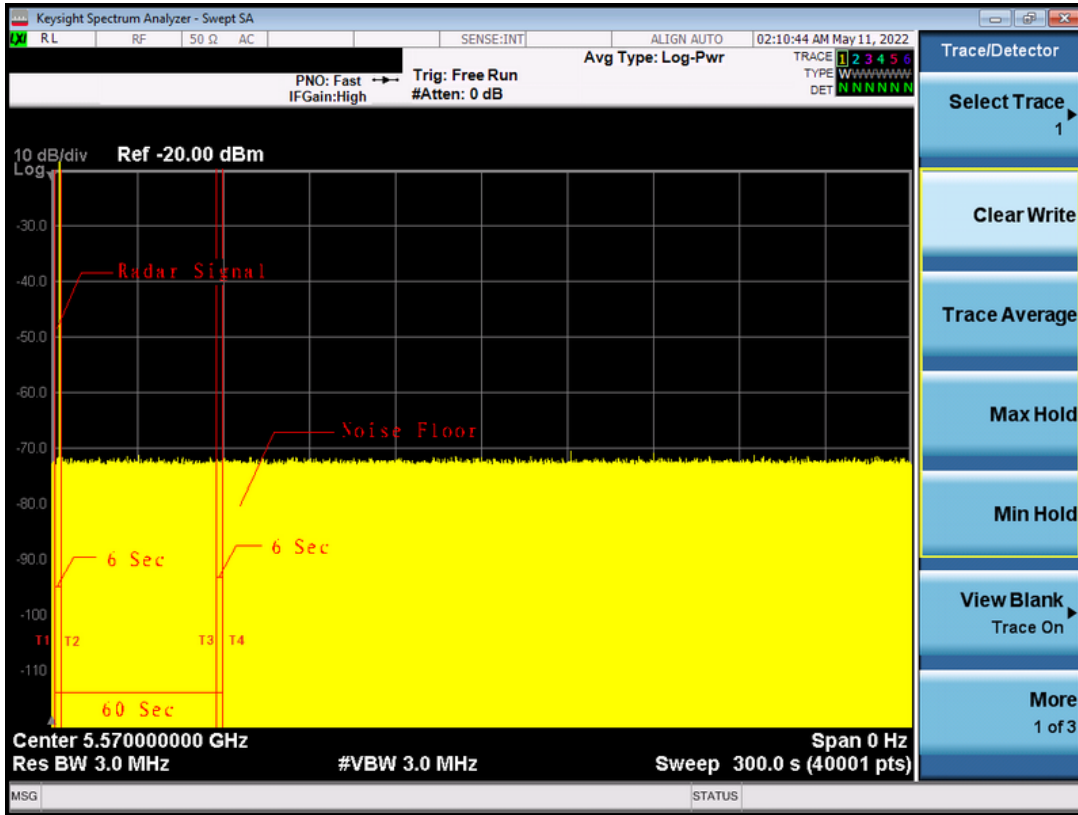 Keysight Spectrum Analyzer - Swept SA
LXI RL RF 50 Ω AC SENSE:INT ALIGN AUTO 02:10:44 AM May 11, 2022
PNO: Fast
IFGain:High
Trig: Free Run
#Atten: 0 dB
Avg Type: Log-Pwr
TRACE 1 2 3 4 5 6
TYPE WWWWWWW
DET N N N N N N
10 dB/div Ref -20.00 dBm
Log
-30.0
-40.0
-50.0
-60.0
-70.0
-80.0
-90.0
-100
-110
Radar Signal
Noise Floor
6 Sec
6 Sec
T1 T2 T3 T4
60 Sec
Center 5.570000000 GHz Span 0 Hz
Res BW 3.0 MHz #VBW 3.0 MHz Sweep 300.0 s (40001 pts)
MSG STATUS
Trace/Detector
Select Trace
1
Clear Write
Trace Average
Max Hold
Min Hold
View Blank
Trace On
More
1 of 3